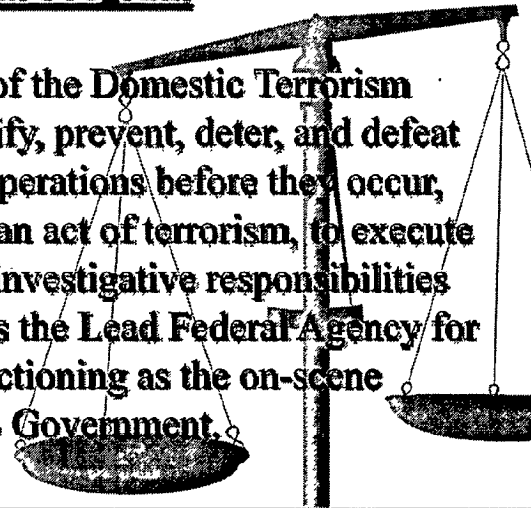 of the Domestic Terrorism
ify, prevent, deter, and defeat
perations before they occur,
an act of terrorism, to execute
investigative responsibilities
s the Lead Federal Agency for
ctioning as the on-scene
Government.